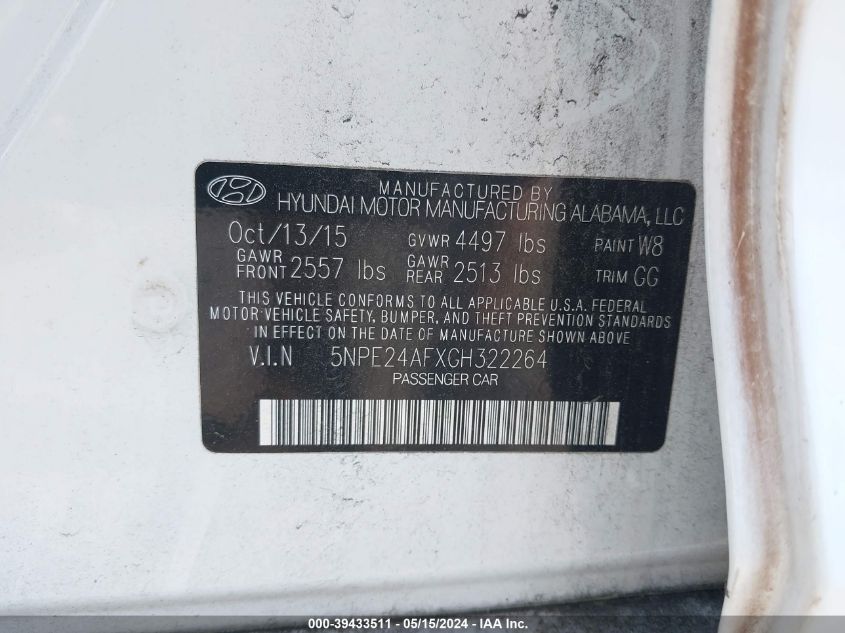 MANUFACTURED BY
HYUNDAI MOTOR MANUFACTURING ALABAMA, LLC
Oct/13/15 GVWR 4497 lbs PAINT W8
GAWR FRONT 2557 lbs GAWR REAR 2513 lbs TRIM GG
THIS VEHICLE CONFORMS TO ALL APPLICABLE U.S.A. FEDERAL
MOTOR VEHICLE SAFETY, BUMPER, AND THEFT PREVENTION STANDARDS
IN EFFECT ON THE DATE OF MANUFACTURE SHOWN ABOVE
V.I.N 5NPE24AFXGH322264
PASSENGER CAR
000-39433511 - 05/15/2024 - IAA Inc.